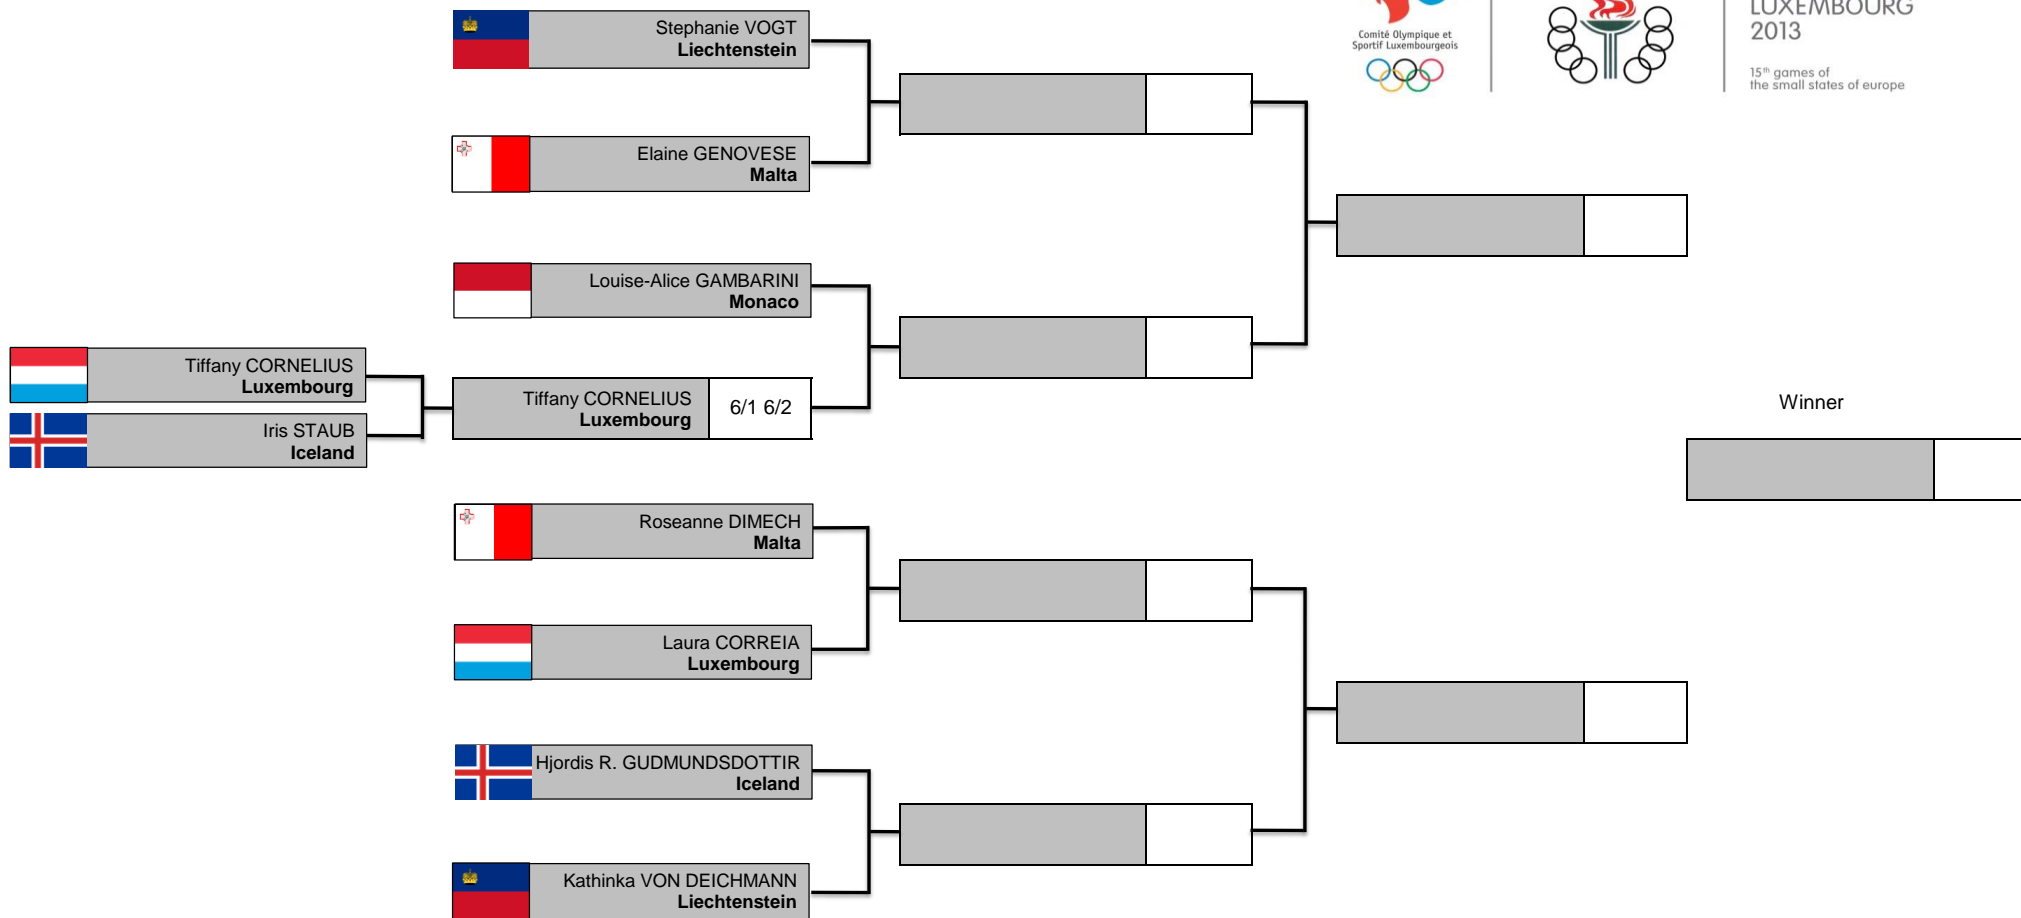 LUXEMBOURG
2013
Comité Olympique et
Sportif Luxembourgeois
15th games of
the small states of europe
Stephanie VOGT
Liechtenstein
Elaine GENOVESE
Malta
Louise-Alice GAMBARINI
Monaco
Tiffany CORNELIUS
Luxembourg
Iris STAUB
Iceland
Tiffany CORNELIUS
Luxembourg
6/1 6/2
Winner
Roseanne DIMECH
Malta
Laura CORREIA
Luxembourg
Hjordis R. GUDMUNDSDOTTIR
Iceland
Kathinka VON DEICHMANN
Liechtenstein